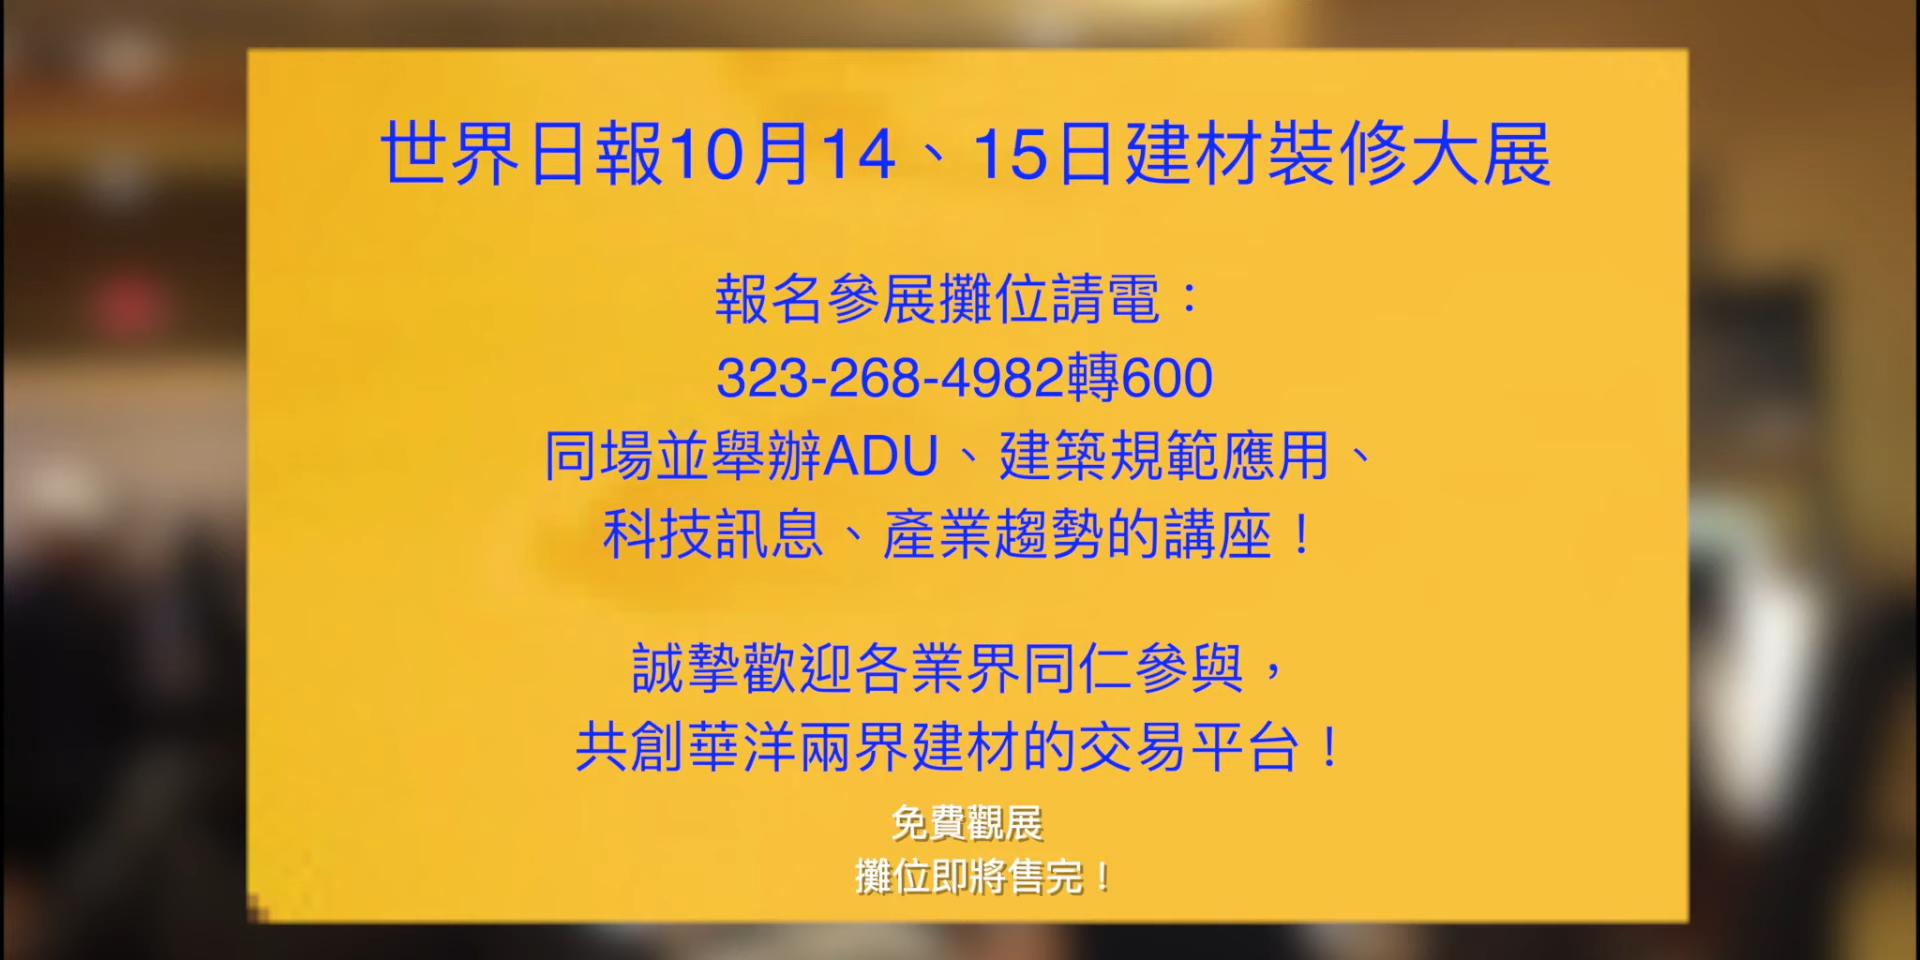 世界日報10月14、15日建材裝修大展
報名參展攤位請電：
323-268-4982轉600
同場並舉辦ADU、建築規範應用、
科技訊息、產業趨勢的講座！
誠摯歡迎各業界同仁參與，
共創華洋兩界建材的交易平台！
免費觀展
攤位即將售完！